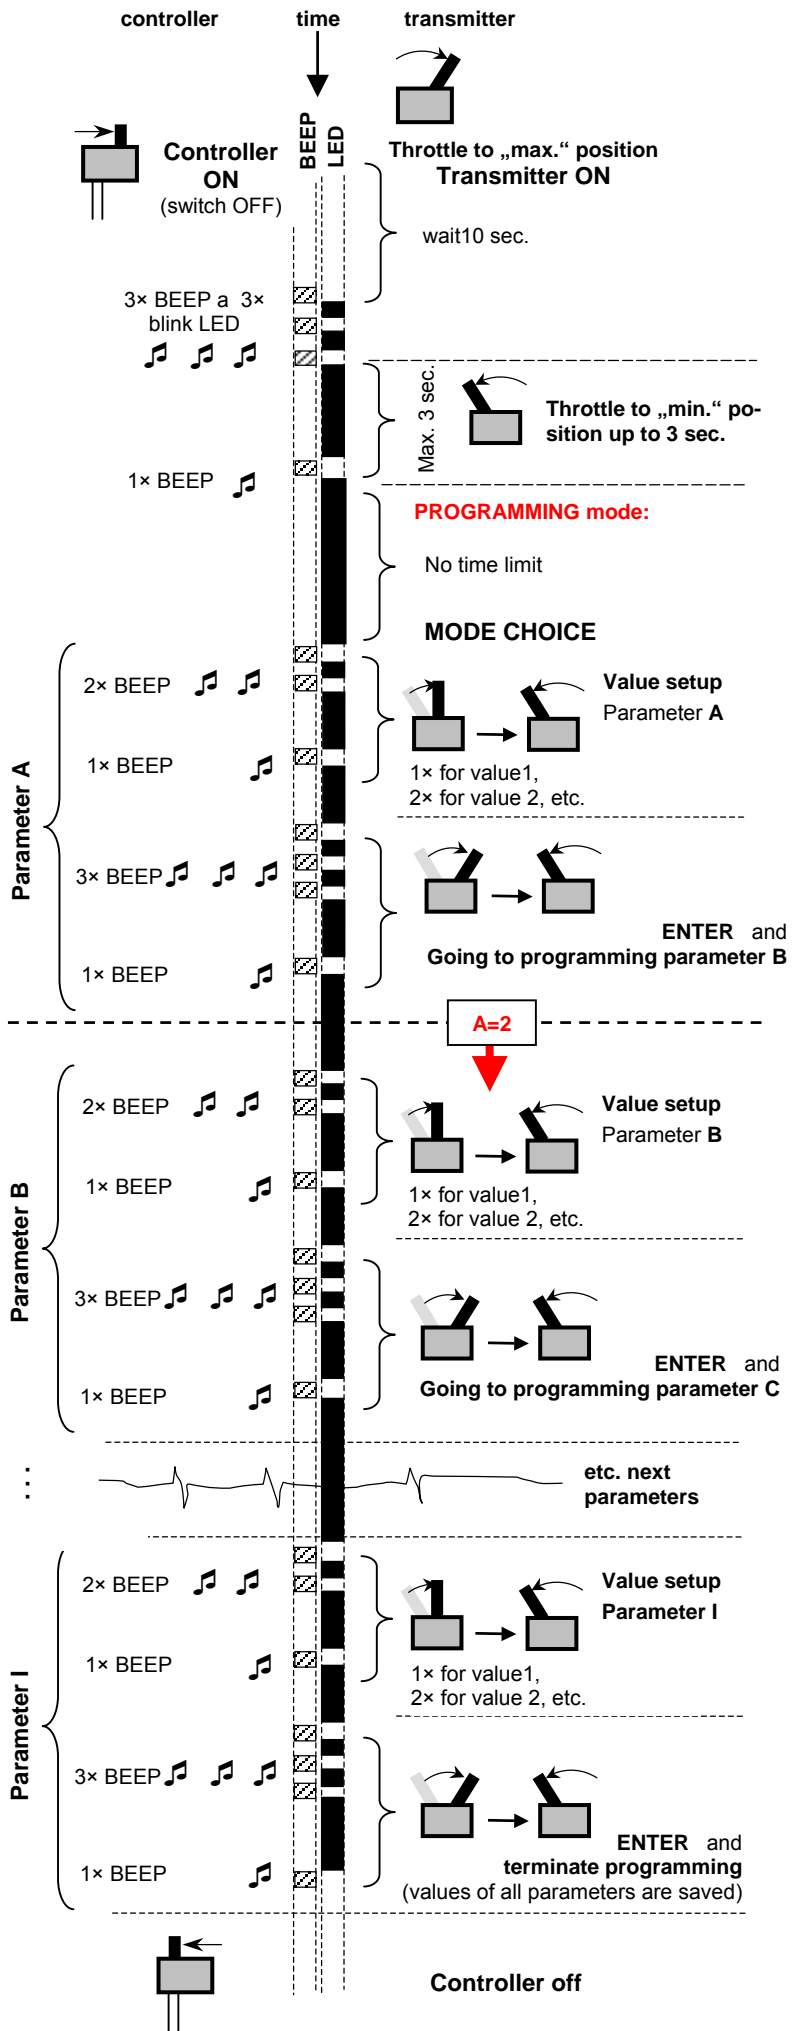 controller time transmitter
BEEP
LED
Throttle to „max.“ position
Controller
ON
(switch OFF)
Transmitter ON
wait10 sec.
3× BEEP a 3×
blink LED
Max. 3 sec.
Throttle to „min.“ po-
sition up to 3 sec.
1× BEEP
PROGRAMMING mode:
No time limit
MODE CHOICE
Parameter A
2× BEEP
Value setup
Parameter A
1× BEEP
1× for value1,
2× for value 2, etc.
3× BEEP
ENTER and
Going to programming parameter B
1× BEEP
A=2
Parameter B
2× BEEP
Value setup
Parameter B
1× BEEP
1× for value1,
2× for value 2, etc.
3× BEEP
ENTER and
Going to programming parameter C
1× BEEP
...
etc. next
parameters
Parameter I
2× BEEP
Value setup
Parameter I
1× BEEP
1× for value1,
2× for value 2, etc.
3× BEEP
ENTER and
terminate programming
(values of all parameters are saved)
1× BEEP
Controller off